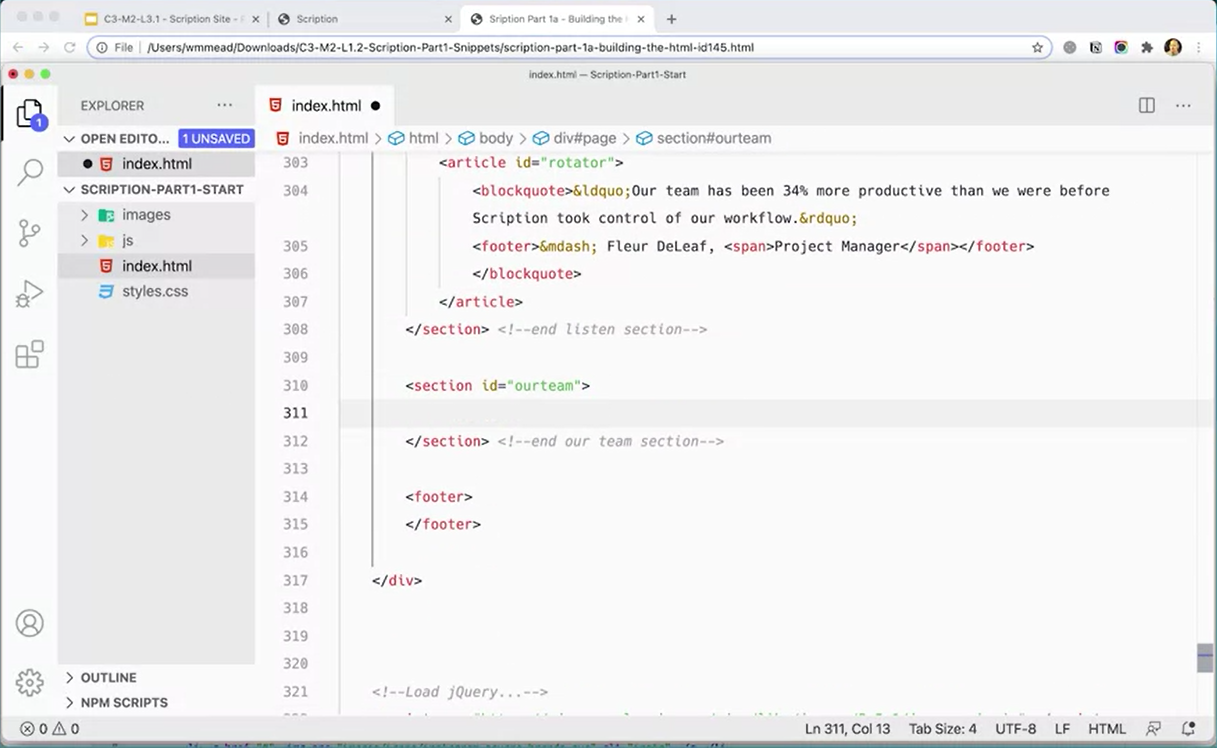 C3-M2-L3.1 - Scription Site -
Scription
Sription Part 1a - Building the
File
/Users/wmmead/Downloads/C3-M2-L1.2-Scription-Part1-Snippets/scription-part-1a-building-the-html-id145.html
index.html — Scription-Part1-Start
1
EXPLORER
index.html
OPEN EDITO... 1 UNSAVED
index.html
SCRIPTION-PART1-START
images
js
index.html
styles.css
index.html > html > body > div#page > section#ourteam
303 <article id="rotator">
304 <blockquote>&ldquo;Our team has been 34% more productive than we were before
Scription took control of our workflow.&rdquo;
305 <footer>&mdash; Fleur DeLeaf, <span>Project Manager</span></footer>
306 </blockquote>
307 </article>
308 </section> <!--end listen section-->
309
310 <section id="ourteam">
311
312 </section> <!--end our team section-->
313
314 <footer>
315 </footer>
316
317 </div>
318
319
320
321 <!--Load jQuery...-->
OUTLINE
NPM SCRIPTS
0 0
Ln 311, Col 13 Tab Size: 4 UTF-8 LF HTML